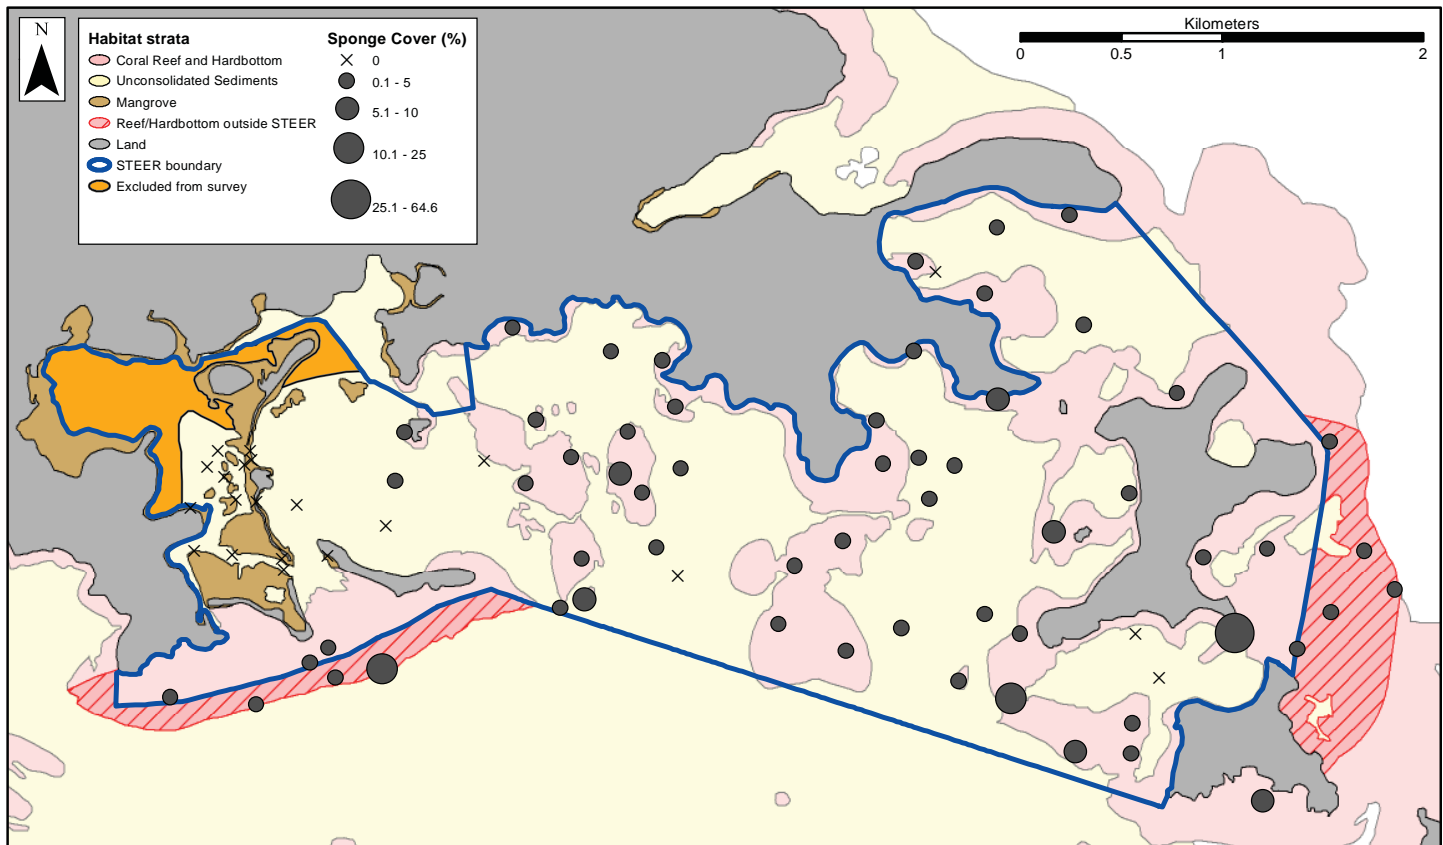 N
Habitat strata
Coral Reef and Hardbottom
Unconsolidated Sediments
Mangrove
Reef/Hardbottom outside STEER
Land
STEER boundary
Excluded from survey
Sponge Cover (%)
0
0.1 - 5
5.1 - 10
10.1 - 25
25.1 - 64.6
Kilometers
0 0.5 1 2